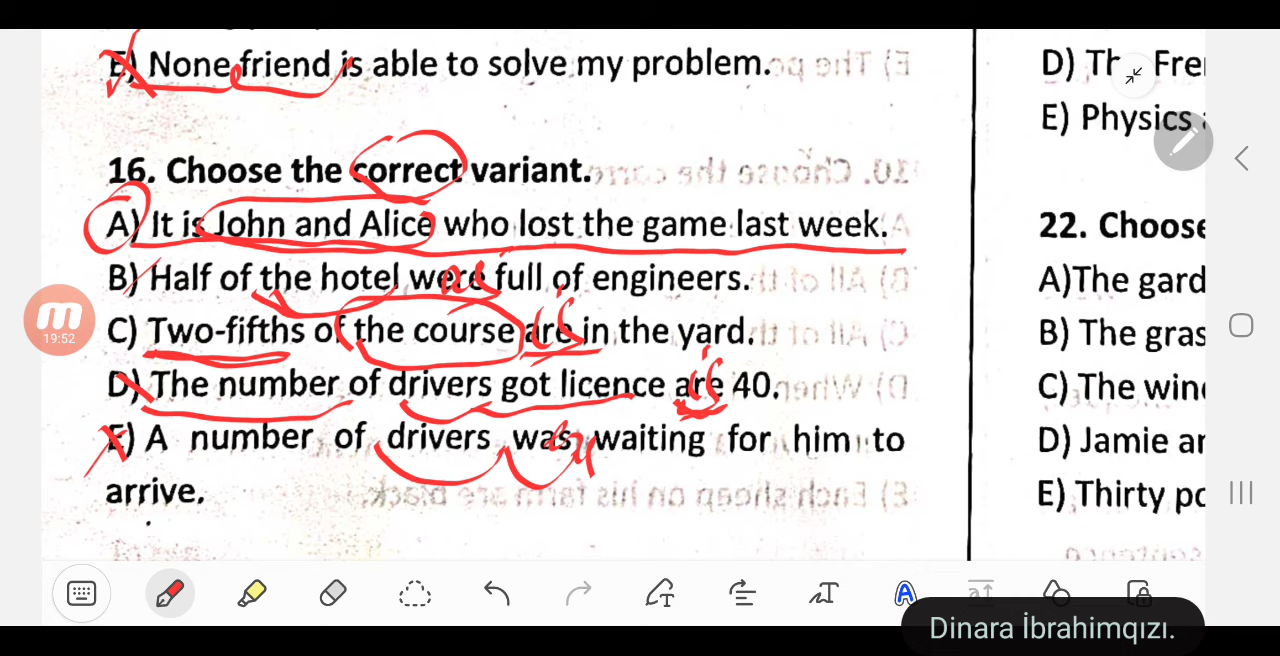 E) None friend is able to solve my problem.
16. Choose the correct variant.
A) It is John and Alice who lost the game last week.
B) Half of the hotel were full of engineers.
C) Two-fifths of the course are in the yard.
is
D) The number of drivers got licence are 40.
is
E) A number of drivers was waiting for him to
arrive.
D) Th Fre
E) Physics
22. Choose
A)The gard
B) The gras
C) The win
D) Jamie ar
E) Thirty po
19:52
Dinara İbrahimqızı.